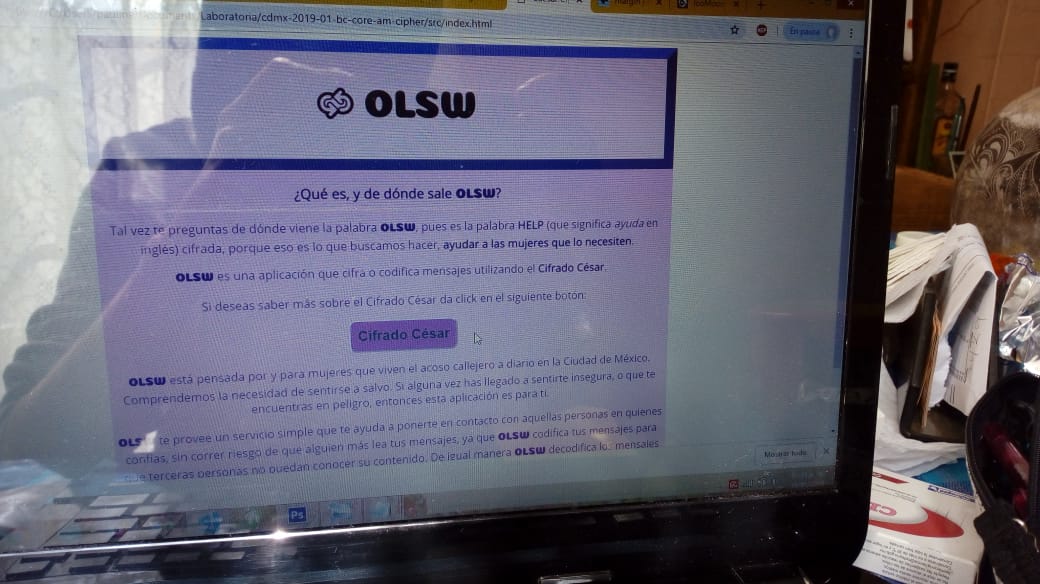 Laboratoria/cdmx-2019-01-bc-core-am-cipher/src/index.html
margin
IcoMoon
En pausa
OLSW
¿Qué es, y de dónde sale OLSW?
Tal vez te preguntas de dónde viene la palabra OLSW, pues es la palabra HELP (que significa ayuda en
inglés) cifrada, porque eso es lo que buscamos hacer, ayudar a las mujeres que lo necesiten.
OLSW es una aplicación que cifra o codifica mensajes utilizando el Cifrado César.
Si deseas saber más sobre el Cifrado César da click en el siguiente botón:
Cifrado César
OLSW está pensada por y para mujeres que viven el acoso callejero a diario en la Ciudad de México.
Comprendemos la necesidad de sentirse a salvo. Si alguna vez has llegado a sentirte insegura, o que te
encuentras en peligro, entonces esta aplicación es para ti.
te provee un servicio simple que te ayuda a ponerte en contacto con aquellas personas en quienes
confías, sin correr riesgo de que alguien más lea tus mensajes, ya que OLSW codifica tus mensajes para
que terceras personas no puedan conocer su contenido. De igual manera OLSW decodifica
Mostrar todo
Ps